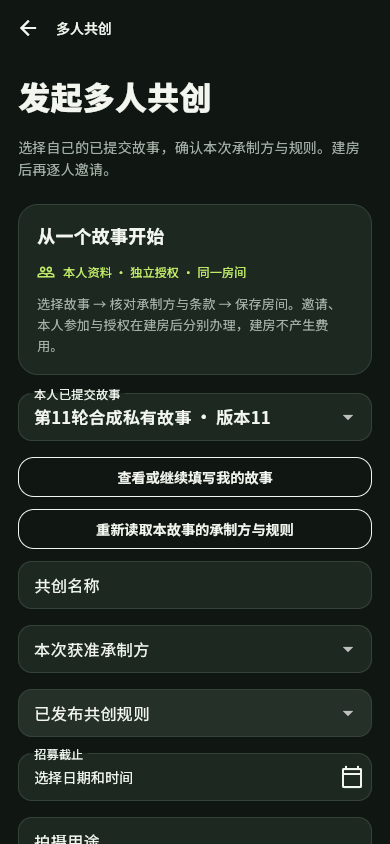 多人共创
发起多人共创
选择自己的已提交故事，确认本次承制方与规则。建房
后再逐人邀请。
从一个故事开始
本人资料 · 独立授权 · 同一房间
选择故事 → 核对承制方与条款 → 保存房间。邀请、
本人参加与授权在建房后分别办理，建房不产生费
用。
本人已提交故事
第11轮合成私有故事 · 版本11
查看或继续填写我的故事
重新读取本故事的承制方与规则
共创名称
本次获准承制方
已发布共创规则
招募截止
选择日期和时间
拍摄用途